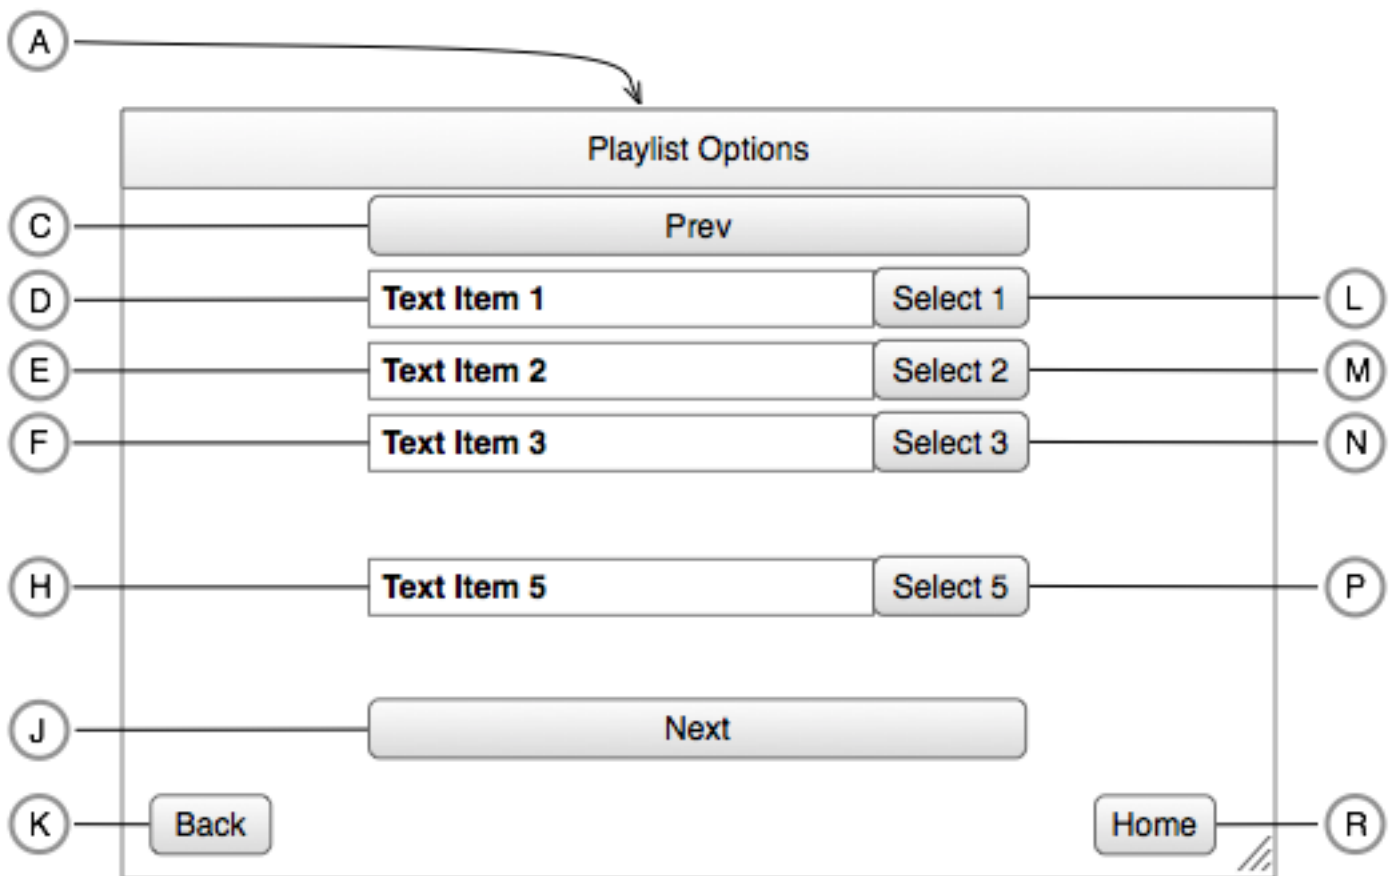 A
Playlist Options
C Prev
D Text Item 1 Select 1 L
E Text Item 2 Select 2 M
F Text Item 3 Select 3 N
H Text Item 5 Select 5 P
J Next
K Back Home R